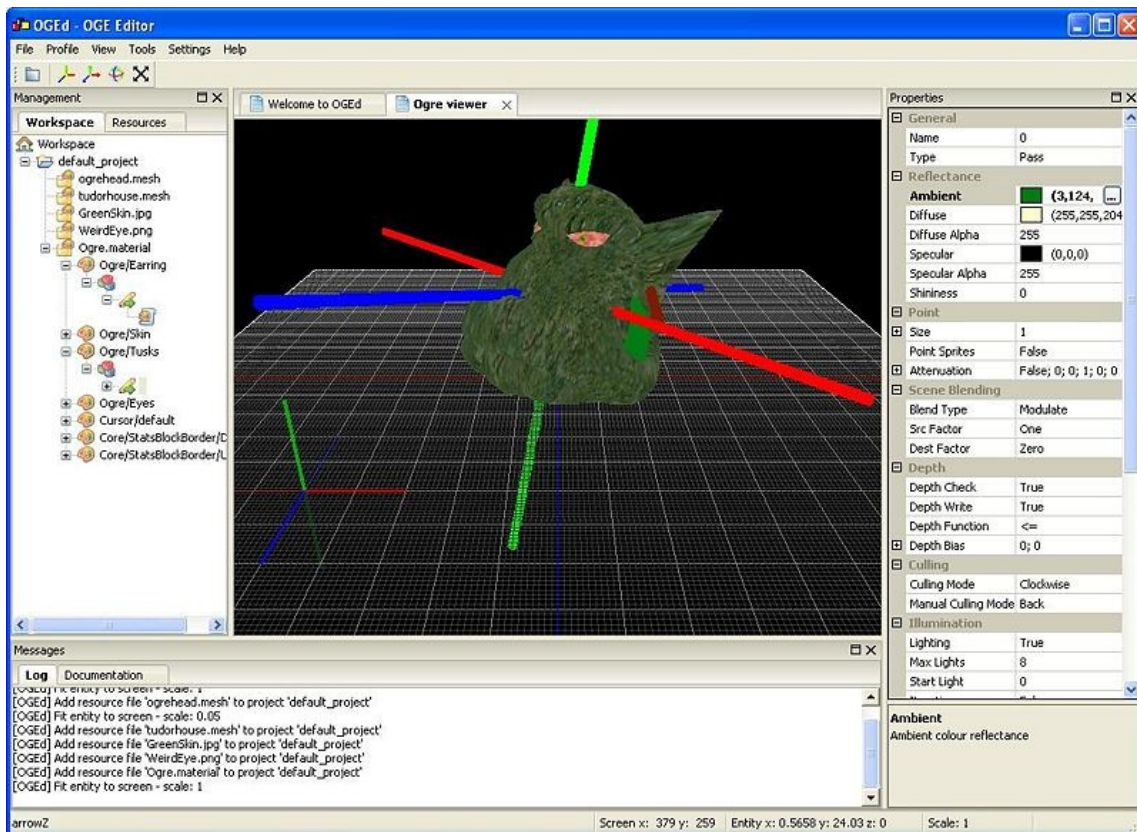 OGEd - OGE Editor
File Profile View Tools Settings Help
Management
Workspace Resources
Workspace
default_project
ogrehead.mesh
tudorhouse.mesh
GreenSkin.jpg
WeirdEye.png
Ogre.material
Ogre/Earring
Ogre/Skin
Ogre/Tusks
Ogre/Eyes
Cursor/default
Core/StatsBlockBorder/D
Core/StatsBlockBorder/L
Welcome to OGEd Ogre viewer
Properties
General
Name 0
Type Pass
Reflectance
Ambient (3,124, ...
Diffuse (255,255,204
Diffuse Alpha 255
Specular (0,0,0)
Specular Alpha 255
Shininess 0
Point
Size 1
Point Sprites False
Attenuation False; 0; 0; 1; 0; 0
Scene Blending
Blend Type Modulate
Src Factor One
Dest Factor Zero
Depth
Depth Check True
Depth Write True
Depth Function <=
Depth Bias 0; 0
Culling
Culling Mode Clockwise
Manual Culling Mode Back
Illumination
Lighting True
Max Lights 8
Start Light 0
Ambient
Ambient colour reflectance
Messages
Log Documentation
[OGEd] Fit entity to screen - scale: 1
[OGEd] Add resource file 'ogrehead.mesh' to project 'default_project'
[OGEd] Fit entity to screen - scale: 0.05
[OGEd] Add resource file 'tudorhouse.mesh' to project 'default_project'
[OGEd] Add resource file 'GreenSkin.jpg' to project 'default_project'
[OGEd] Add resource file 'WeirdEye.png' to project 'default_project'
[OGEd] Add resource file 'Ogre.material' to project 'default_project'
[OGEd] Fit entity to screen - scale: 1
arrowZ Screen x: 379 y: 259 Entity x: 0.5658 y: 24.03 z: 0 Scale: 1